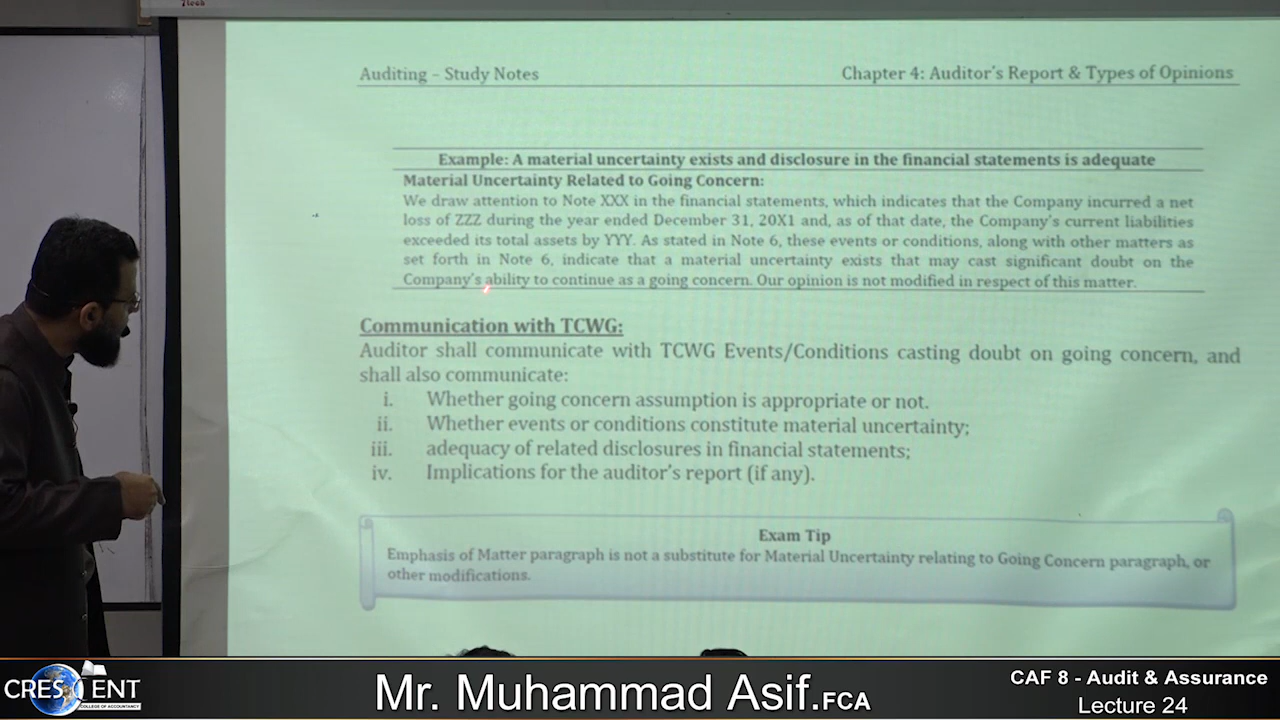 Auditing – Study Notes
Chapter 4: Auditor's Report & Types of Opinions
Example: A material uncertainty exists and disclosure in the financial statements is adequate
Material Uncertainty Related to Going Concern:
We draw attention to Note XXX in the financial statements, which indicates that the Company incurred a net
loss of ZZZ during the year ended December 31, 20X1 and, as of that date, the Company's current liabilities
exceeded its total assets by YYY. As stated in Note 6, these events or conditions, along with other matters as
set forth in Note 6, indicate that a material uncertainty exists that may cast significant doubt on the
Company's ability to continue as a going concern. Our opinion is not modified in respect of this matter.
Communication with TCWG:
Auditor shall communicate with TCWG Events/Conditions casting doubt on going concern, and
shall also communicate:
i. Whether going concern assumption is appropriate or not.
ii. Whether events or conditions constitute material uncertainty;
iii. adequacy of related disclosures in financial statements;
iv. Implications for the auditor's report (if any).
Exam Tip
Emphasis of Matter paragraph is not a substitute for Material Uncertainty relating to Going Concern paragraph, or
other modifications.
CRESCENT
COLLEGE OF ACCOUNTANCY
Mr. Muhammad Asif.FCA
CAF 8 - Audit & Assurance
Lecture 24